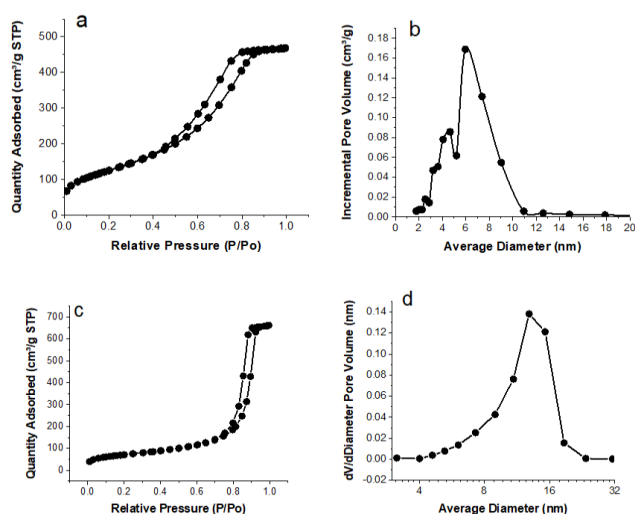 a
Quantity Adsorbed (cm³/g STP)
500
400
300
200
100
0
0.0 0.2 0.4 0.6 0.8 1.0
Relative Pressure (P/Po)
b
Incremental Pore Volume (cm³/g)
0.18
0.16
0.14
0.12
0.10
0.08
0.06
0.04
0.02
0.00
0 2 4 6 8 10 12 14 16 18 20
Average Diameter (nm)
c
Quantity Adsorbed (cm³/g STP)
700
600
500
400
300
200
100
0
0.0 0.2 0.4 0.6 0.8 1.0
Relative Pressure (P/Po)
d
dV/dDiameter Pore Volume (nm)
0.14
0.12
0.10
0.08
0.06
0.04
0.02
0.00
-0.02
4 8 16 32
Average Diameter (nm)